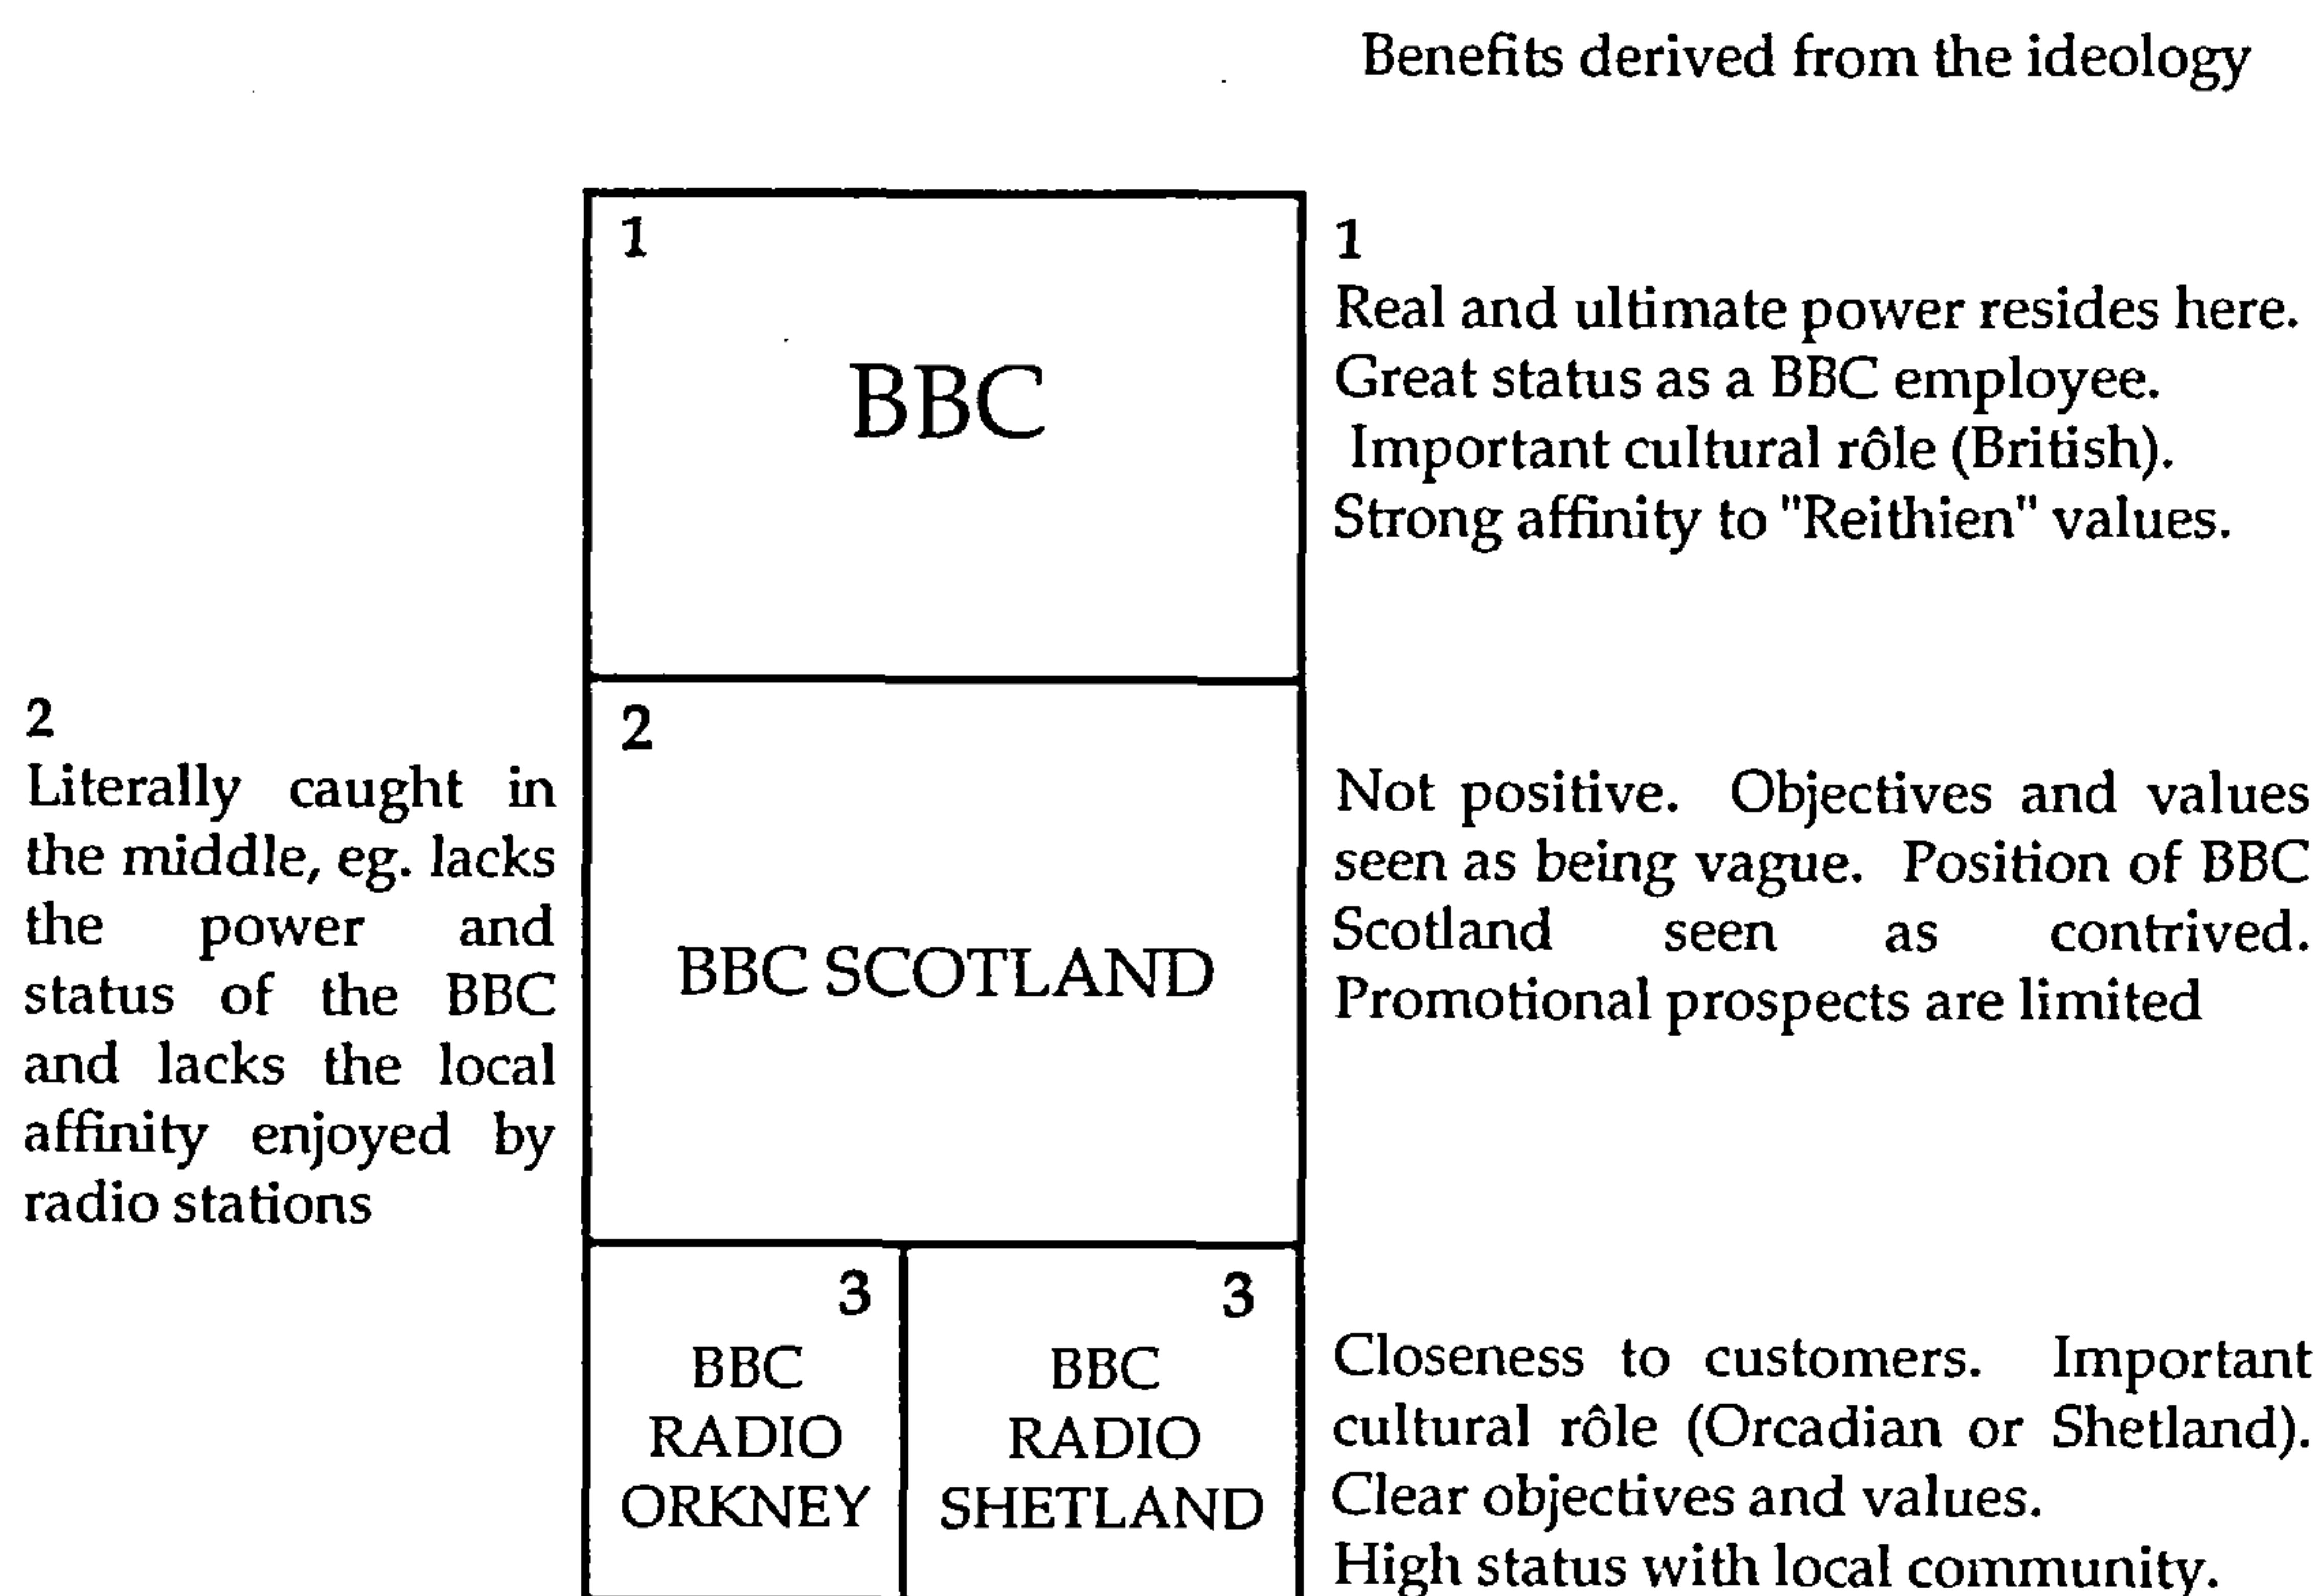 Benefits derived from the ideology
1
BBC
1
Real and ultimate power resides here.
Great status as a BBC employee.
Important cultural rôle (British).
Strong affinity to "Reithien" values.
2
Literally caught in
the middle, eg. lacks
the power and
status of the BBC
and lacks the local
affinity enjoyed by
radio stations
2
BBC SCOTLAND
Not positive. Objectives and values
seen as being vague. Position of BBC
Scotland seen as contrived.
Promotional prospects are limited
3
BBC
RADIO
ORKNEY
3
BBC
RADIO
SHETLAND
Closeness to customers. Important
cultural rôle (Orcadian or Shetland).
Clear objectives and values.
High status with local community.